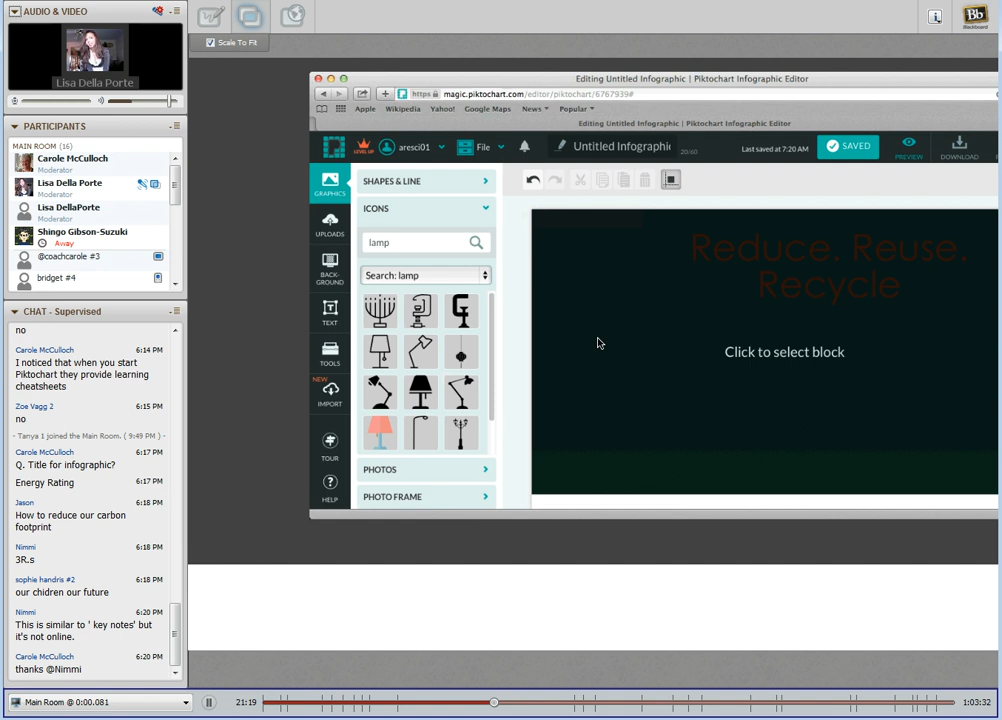 AUDIO & VIDEO
Lisa Della Porte
PARTICIPANTS
MAIN ROOM (16)
Carole McCulloch
Moderator
Lisa Della Porte
Moderator
Lisa DellaPorte
Moderator
Shingo Gibson-Suzuki
Away
@coachcarole #3
bridget #4
CHAT - Supervised
no
Carole McCulloch 6:14 PM
I noticed that when you start
Piktochart they provide learning
cheatsheets
Zoe Vagg 2 6:15 PM
no
- Tanya 1 joined the Main Room. ( 9:49 PM ) -
Carole McCulloch 6:17 PM
Q. Title for infographic?
Energy Rating 6:17 PM
Jason 6:18 PM
How to reduce our carbon
footprint
Nimmi 6:18 PM
3R.s
sophie handris #2 6:18 PM
our chidren our future
Nimmi 6:20 PM
This is similar to ' key notes' but
it's not online.
Carole McCulloch 6:20 PM
thanks @Nimmi
Main Room @ 0:00.081
21:19
1:03:32
Scale To Fit
i
Bb
Blackboard
Editing Untitled Infographic | Piktochart Infographic Editor
https magic.piktochart.com/editor/piktochart/6767939#
Apple Wikipedia Yahoo! Google Maps News Popular
Editing Untitled Infographic | Piktochart Infographic Editor
LEVEL UP
aresci01
File
Untitled Infographic
20/60
Last saved at 7:20 AM
SAVED
PREVIEW
DOWNLOAD
GRAPHICS
UPLOADS
BACK-
GROUND
TEXT
TOOLS
NEW
IMPORT
TOUR
HELP
SHAPES & LINE
ICONS
lamp
Search: lamp
PHOTOS
PHOTO FRAME
Reduce. Reuse.
Recycle
Click to select block